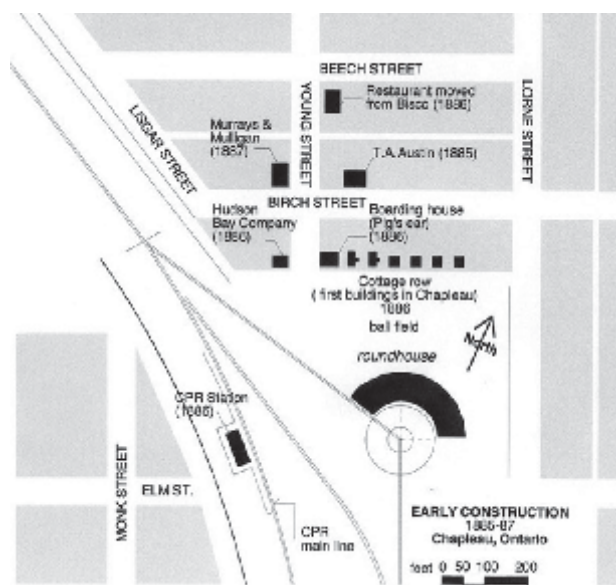 BEECH STREET
Restaurant moved
from Bisco (1886)
YOUNG STREET
LORNE STREET
LISGAR STREET
Murrays &
Mulligan
(1887)
T.A. Austin (1885)
BIRCH STREET
Hudson
Bay Company
(1886)
Boarding house
(Pig's ear)
(1886)
Cottage row
( first buildings in Chapleau)
1886
ball field
North
roundhouse
CPR Station
(1886)
MONK STREET
ELM ST.
CPR
main line
EARLY CONSTRUCTION
1885-87
Chapleau, Ontario
feet 0 50 100 200